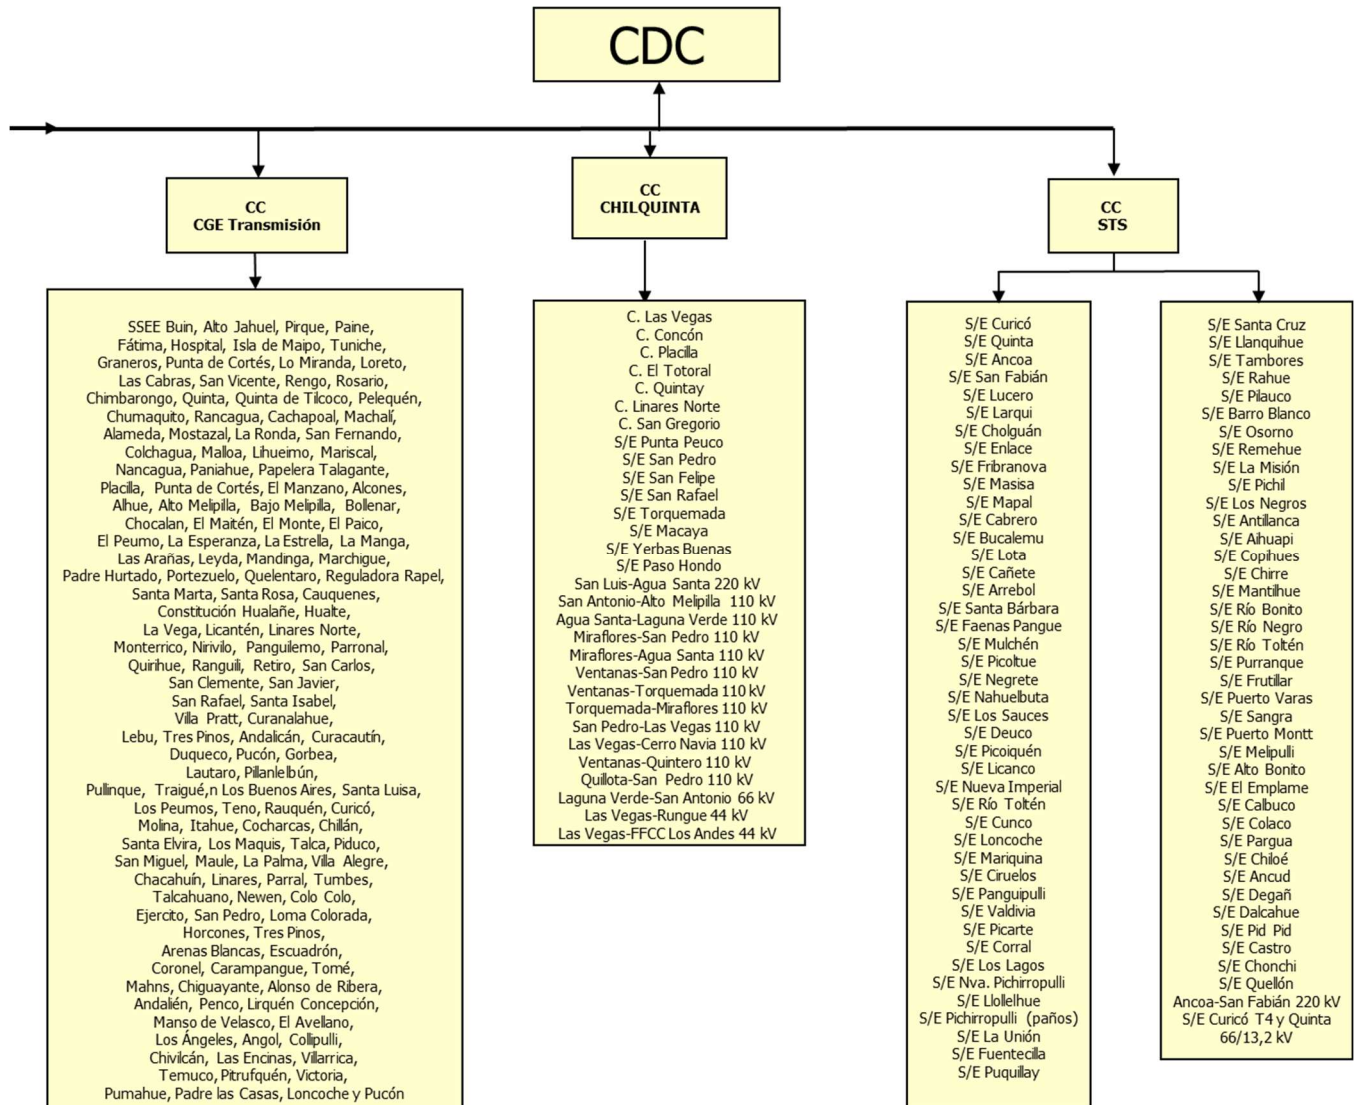 CDC
CC
CGE Transmisión
SSEE Buin, Alto Jahuel, Pirque, Paine,
Fátima, Hospital, Isla de Maipo, Tuniche,
Graneros, Punta de Cortés, Lo Miranda, Loreto,
Las Cabras, San Vicente, Rengo, Rosario,
Chimbarongo, Quinta, Quinta de Tilcoco, Pelequén,
Chumaquito, Rancagua, Cachapoal, Machalí,
Alameda, Mostazal, La Ronda, San Fernando,
Colchagua, Malloa, Lihueimo, Mariscal,
Nancagua, Paniahue, Papelera Talagante,
Placilla, Punta de Cortés, El Manzano, Alcones,
Alhue, Alto Melipilla, Bajo Melipilla, Bollenar,
Chocalan, El Maitén, El Monte, El Paico,
El Peumo, La Esperanza, La Estrella, La Manga,
Las Arañas, Leyda, Mandinga, Marchigue,
Padre Hurtado, Portezuelo, Quelentaro, Reguladora Rapel,
Santa Marta, Santa Rosa, Cauquenes,
Constitución Hualañe, Hualte,
La Vega, Licantén, Linares Norte,
Monterrico, Nirivilo, Panguilemo, Parronal,
Quirihue, Ranguili, Retiro, San Carlos,
San Clemente, San Javier,
San Rafael, Santa Isabel,
Villa Pratt, Curanalahue,
Lebu, Tres Pinos, Andalicán, Curacautín,
Duqueco, Pucón, Gorbea,
Lautaro, Pillanlelbún,
Pullinque, Traigué,n Los Buenos Aires, Santa Luisa,
Los Peumos, Teno, Rauquén, Curicó,
Molina, Itahue, Cocharcas, Chillán,
Santa Elvira, Los Maquis, Talca, Piduco,
San Miguel, Maule, La Palma, Villa Alegre,
Chacahuín, Linares, Parral, Tumbes,
Talcahuano, Newen, Colo Colo,
Ejercito, San Pedro, Loma Colorada,
Horcones, Tres Pinos,
Arenas Blancas, Escuadrón,
Coronel, Carampangue, Tomé,
Mahns, Chiguayante, Alonso de Ribera,
Andalién, Penco, Lirquén Concepción,
Manso de Velasco, El Avellano,
Los Ángeles, Angol, Collipulli,
Chivilcán, Las Encinas, Villarrica,
Temuco, Pitrufquén, Victoria,
Pumahue, Padre las Casas, Loncoche y Pucón
CC
CHILQUINTA
C. Las Vegas
C. Concón
C. Placilla
C. El Totoral
C. Quintay
C. Linares Norte
C. San Gregorio
S/E Punta Peuco
S/E San Pedro
S/E San Felipe
S/E San Rafael
S/E Torquemada
S/E Macaya
S/E Yerbas Buenas
S/E Paso Hondo
San Luis-Agua Santa 220 kV
San Antonio-Alto Melipilla 110 kV
Agua Santa-Laguna Verde 110 kV
Miraflores-San Pedro 110 kV
Miraflores-Agua Santa 110 kV
Ventanas-San Pedro 110 kV
Ventanas-Torquemada 110 kV
Torquemada-Miraflores 110 kV
San Pedro-Las Vegas 110 kV
Las Vegas-Cerro Navia 110 kV
Ventanas-Quintero 110 kV
Quillota-San Pedro 110 kV
Laguna Verde-San Antonio 66 kV
Las Vegas-Rungue 44 kV
Las Vegas-FFCC Los Andes 44 kV
CC
STS
S/E Curicó
S/E Quinta
S/E Ancoa
S/E San Fabián
S/E Lucero
S/E Larqui
S/E Cholguán
S/E Enlace
S/E Fribranova
S/E Masisa
S/E Mapal
S/E Cabrero
S/E Bucalemu
S/E Lota
S/E Cañete
S/E Arrebol
S/E Santa Bárbara
S/E Faenas Pangue
S/E Mulchén
S/E Picoltue
S/E Negrete
S/E Nahuelbuta
S/E Los Sauces
S/E Deuco
S/E Picoiquén
S/E Licanco
S/E Nueva Imperial
S/E Río Toltén
S/E Cunco
S/E Loncoche
S/E Mariquina
S/E Ciruelos
S/E Panguipulli
S/E Valdivia
S/E Picarte
S/E Corral
S/E Los Lagos
S/E Nva. Pichirropulli
S/E Llollelhue
S/E Pichirropulli (paños)
S/E La Unión
S/E Fuentecilla
S/E Puquillay
S/E Santa Cruz
S/E Llanquihue
S/E Tambores
S/E Rahue
S/E Pilauco
S/E Barro Blanco
S/E Osorno
S/E Remehue
S/E La Misión
S/E Pichil
S/E Los Negros
S/E Antillanca
S/E Aihuapi
S/E Copihues
S/E Chirre
S/E Mantilhue
S/E Río Bonito
S/E Río Negro
S/E Río Toltén
S/E Purranque
S/E Frutillar
S/E Puerto Varas
S/E Sangra
S/E Puerto Montt
S/E Melipulli
S/E Alto Bonito
S/E El Emplame
S/E Calbuco
S/E Colaco
S/E Pargua
S/E Chiloé
S/E Ancud
S/E Degañ
S/E Dalcahue
S/E Pid Pid
S/E Castro
S/E Chonchi
S/E Quellón
Ancoa-San Fabián 220 kV
S/E Curicó T4 y Quinta
66/13,2 kV